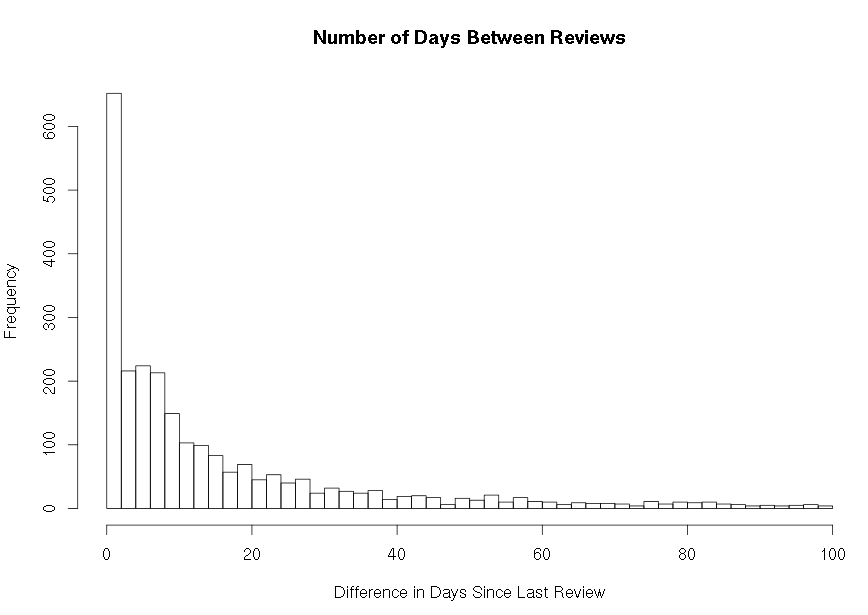 Number of Days Between Reviews
Frequency
600
500
400
300
200
100
0
0 20 40 60 80 100
Difference in Days Since Last Review